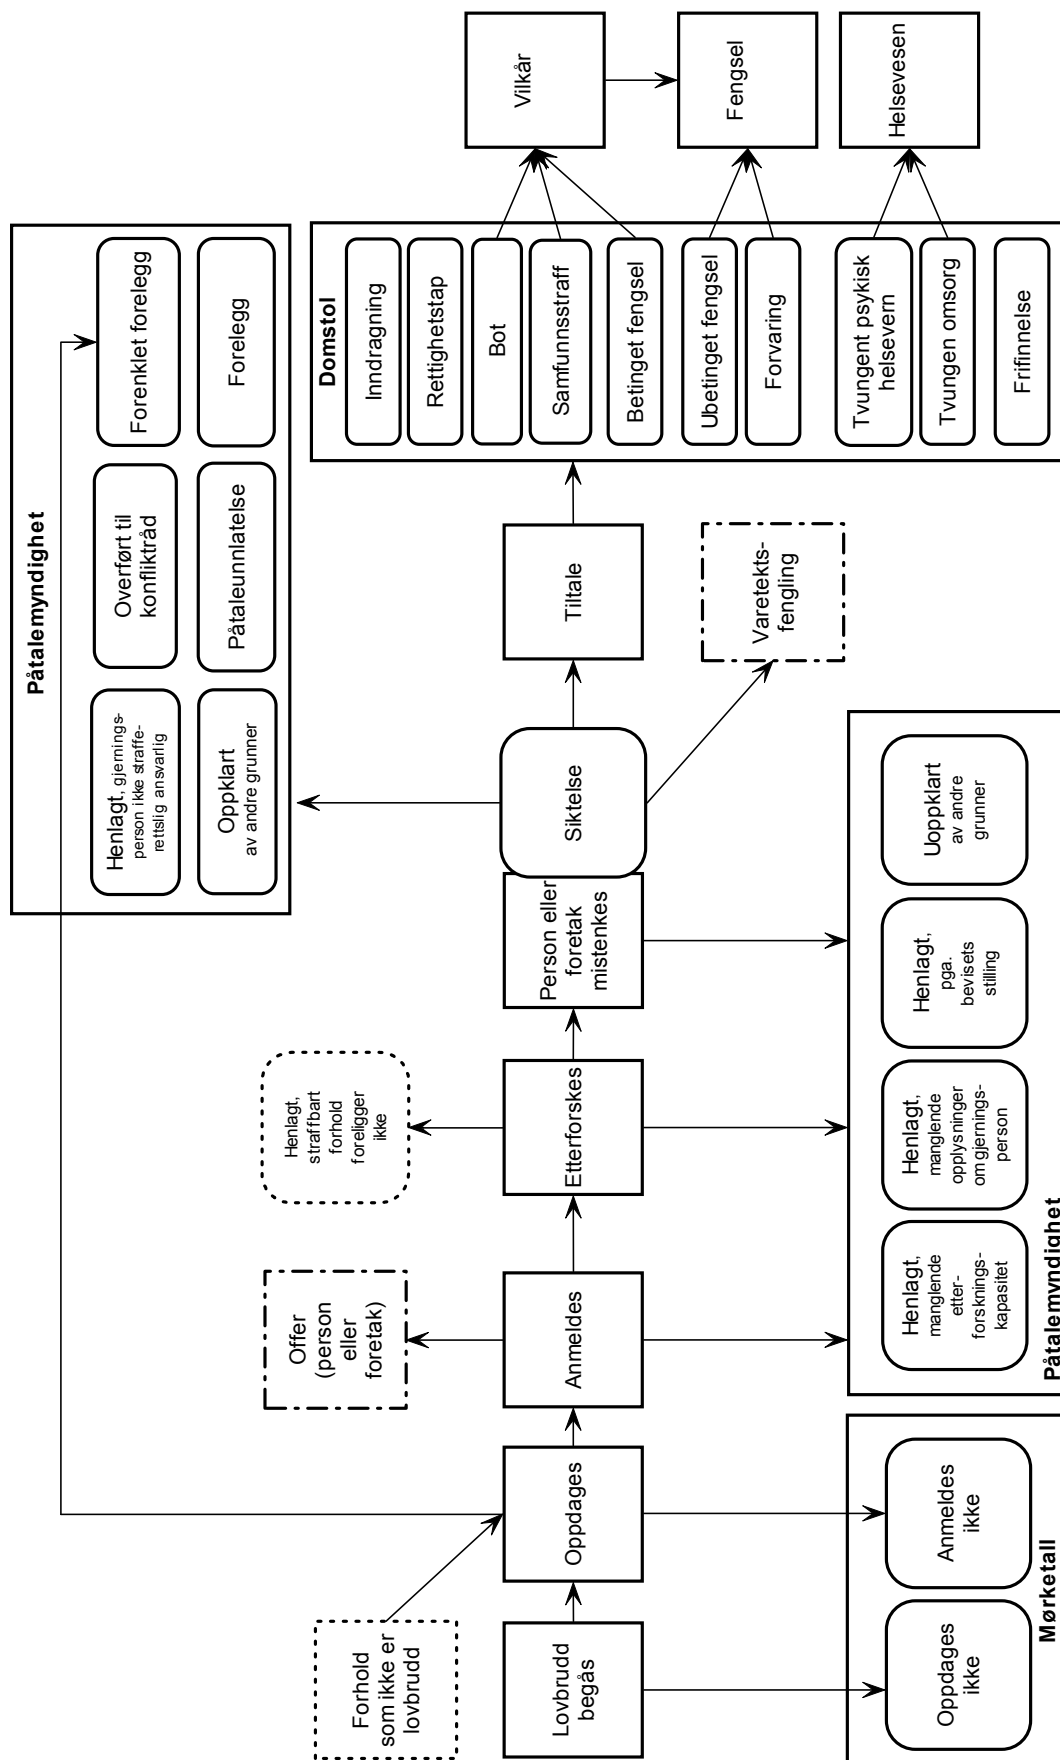 Påtalemyndighet
Henlagt, gjernings-
person ikke straffe-
rettslig ansvarlig
Overført til
konfliktråd
Forenklet forelegg
Oppklart
av andre grunner
Påtaleunnlatelse
Forelegg
Forhold
som ikke er
lovbrudd
Offer
(person
eller
foretak)
Henlagt,
straffbart
forhold
foreligger
ikke
Lovbrudd
begås
Oppdages
Anmeldes
Etterforskes
Person eller
foretak
mistenkes
Siktelse
Tiltale
Varetekts-
fengling
Domstol
Inndragning
Rettighetstap
Bot
Samfunnsstraff
Betinget fengsel
Ubetinget fengsel
Forvaring
Tvungent psykisk
helsevern
Tvungen omsorg
Frifinnelse
Vilkår
Fengsel
Helsevesen
Oppdages
ikke
Anmeldes
ikke
Mørketall
Henlagt,
manglende
etter-
forsknings-
kapasitet
Henlagt,
manglende
opplysninger
om gjernings-
person
Henlagt,
pga.
bevisets
stilling
Uoppklart
av andre
grunner
Påtalemyndighet